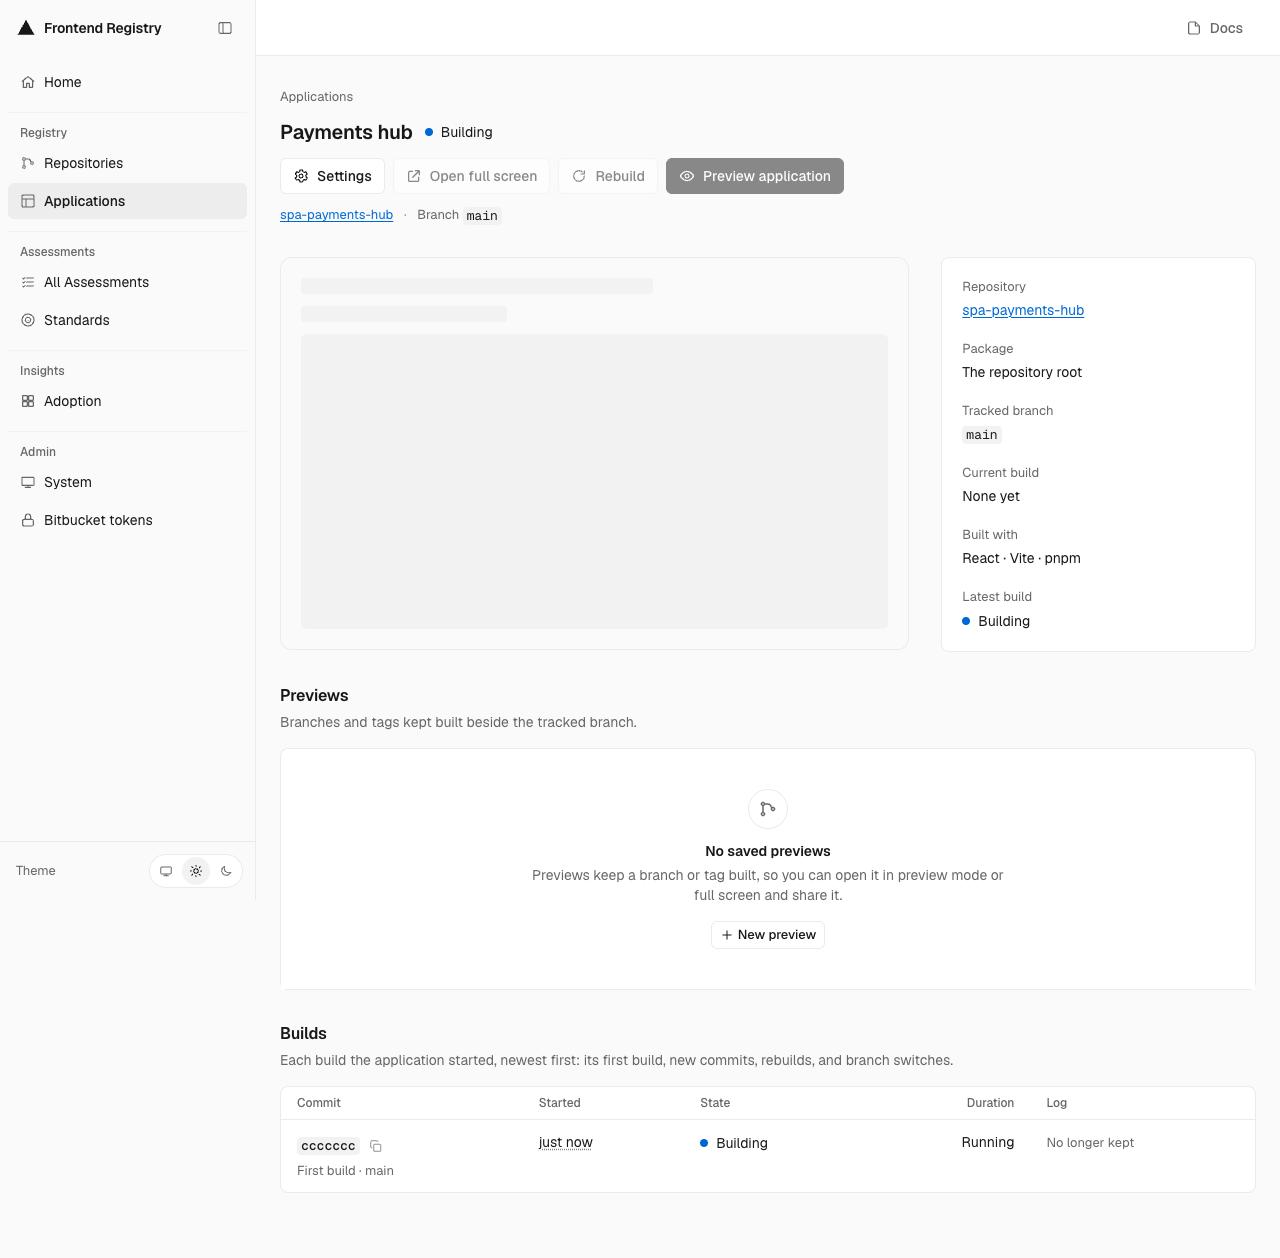 Frontend Registry
Docs
Home
Registry
Repositories
Applications
Assessments
All Assessments
Standards
Insights
Adoption
Admin
System
Bitbucket tokens
Theme
Applications
Payments hub
Building
Settings
Open full screen
Rebuild
Preview application
spa-payments-hub · Branch main
Repository
spa-payments-hub
Package
The repository root
Tracked branch
main
Current build
None yet
Built with
React · Vite · pnpm
Latest build
Building
Previews
Branches and tags kept built beside the tracked branch.
No saved previews
Previews keep a branch or tag built, so you can open it in preview mode or
full screen and share it.
New preview
Builds
Each build the application started, newest first: its first build, new commits, rebuilds, and branch switches.
Commit Started State Duration Log
ccccccc just now Building Running No longer kept
First build · main